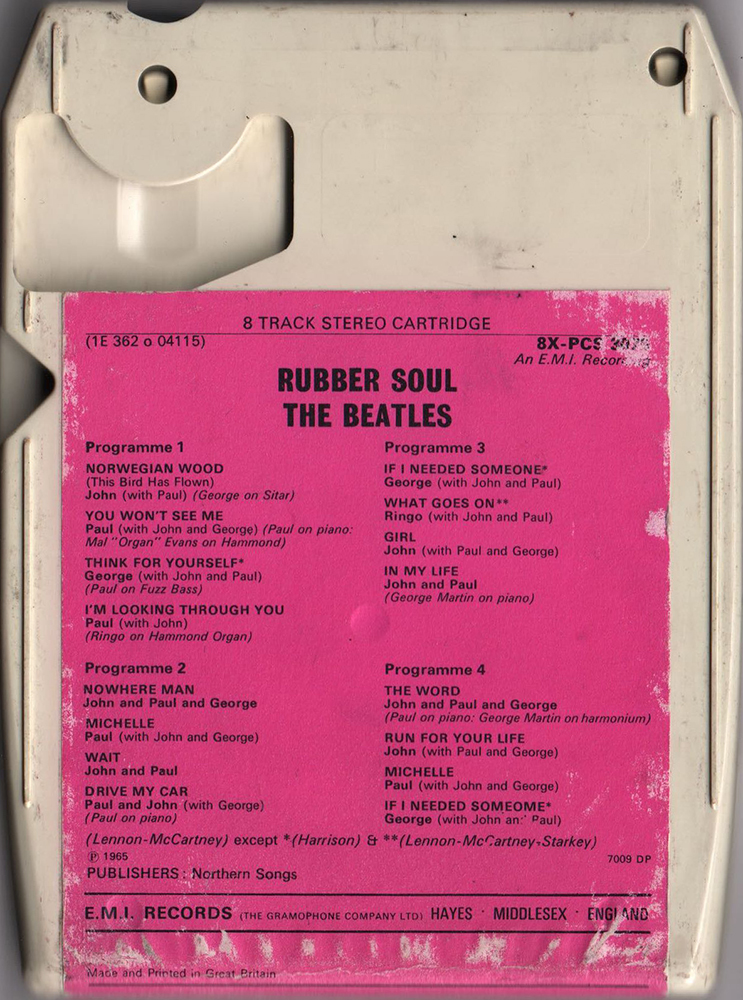 8 TRACK STEREO CARTRIDGE
(1E 362 o 04115)
8X-PCS
An E.M.I.
RUBBER SOUL
THE BEATLES
Programme 1
NORWEGIAN WOOD
(This Bird Has Flown)
John (with Paul) (George on Sitar)
YOU WON'T SEE ME
Paul (with John and George) (Paul on piano:
Mal "Organ" Evans on Hammond)
THINK FOR YOURSELF*
George (with John and Paul)
(Paul on Fuzz Bass)
I'M LOOKING THROUGH YOU
Paul (with John)
(Ringo on Hammond Organ)
Programme 2
NOWHERE MAN
John and Paul and George
MICHELLE
Paul (with John and George)
WAIT
John and Paul
DRIVE MY CAR
Paul and John (with George)
(Paul on piano)
Programme 3
IF I NEEDED SOMEONE*
George (with John and Paul)
WHAT GOES ON**
Ringo (with John and Paul)
GIRL
John (with Paul and George)
IN MY LIFE
John and Paul
(George Martin on piano)
Programme 4
THE WORD
John and Paul and George
(Paul on piano: George Martin on harmonium)
RUN FOR YOUR LIFE
John (with Paul and George)
MICHELLE
Paul (with John and George)
IF I NEEDED SOMEOME*
George (with John and Paul)
(Lennon-McCartney) except *(Harrison) & **(Lennon-McCartney-Starkey)
℗ 1965
7009 DP
PUBLISHERS: Northern Songs
E.M.I. RECORDS (THE GRAMOPHONE COMPANY LTD) HAYES · MIDDLESEX · ENGLAND
Made and Printed in Great Britain